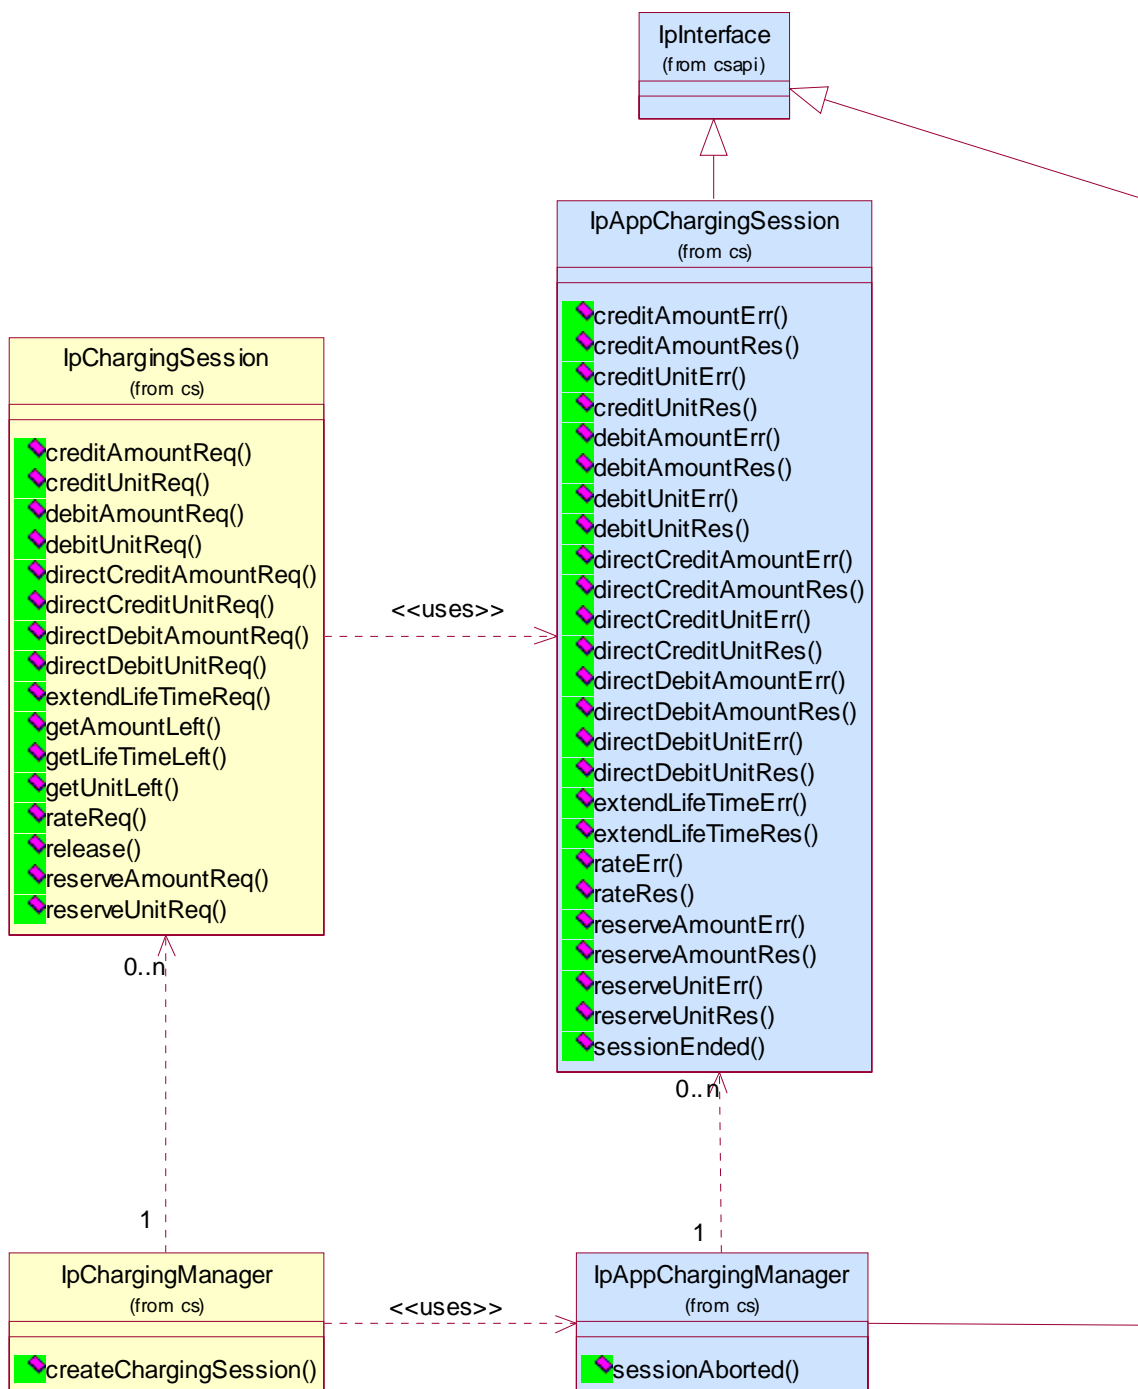 IpInterface
(from csapi)
IpAppChargingSession
(from cs)
creditAmountErr()
creditAmountRes()
creditUnitErr()
creditUnitRes()
debitAmountErr()
debitAmountRes()
debitUnitErr()
debitUnitRes()
directCreditAmountErr()
directCreditAmountRes()
directCreditUnitErr()
directCreditUnitRes()
directDebitAmountErr()
directDebitAmountRes()
directDebitUnitErr()
directDebitUnitRes()
extendLifeTimeErr()
extendLifeTimeRes()
rateErr()
rateRes()
reserveAmountErr()
reserveAmountRes()
reserveUnitErr()
reserveUnitRes()
sessionEnded()
IpChargingSession
(from cs)
creditAmountReq()
creditUnitReq()
debitAmountReq()
debitUnitReq()
directCreditAmountReq()
directCreditUnitReq()
directDebitAmountReq()
directDebitUnitReq()
extendLifeTimeReq()
getAmountLeft()
getLifeTimeLeft()
getUnitLeft()
rateReq()
release()
reserveAmountReq()
reserveUnitReq()
<<uses>>
0..n
0..n
1
1
IpChargingManager
(from cs)
createChargingSession()
<<uses>>
IpAppChargingManager
(from cs)
sessionAborted()